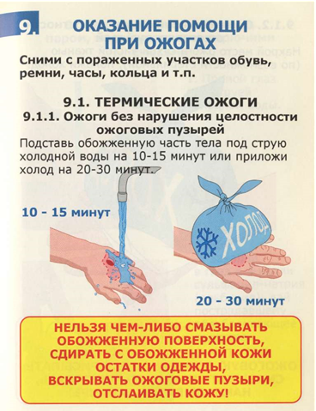 9. ОКАЗАНИЕ ПОМОЩИ
ПРИ ОЖОГАХ
Сними с пораженных участков обувь,
ремни, часы, кольца и т.п.
9.1. ТЕРМИЧЕСКИЕ ОЖОГИ
9.1.1. Ожоги без нарушения целостности
ожоговых пузырей
Подставь обожженную часть тела под струю
холодной воды на 10-15 минут или приложи
холод на 20-30 минут.
10 - 15 минут
ХОЛОД
20 - 30 минут
НЕЛЬЗЯ ЧЕМ-ЛИБО СМАЗЫВАТЬ
ОБОЖЖЕННУЮ ПОВЕРХНОСТЬ,
СДИРАТЬ С ОБОЖЖЕННОЙ КОЖИ
ОСТАТКИ ОДЕЖДЫ,
ВСКРЫВАТЬ ОЖОГОВЫЕ ПУЗЫРИ,
ОТСЛАИВАТЬ КОЖУ!